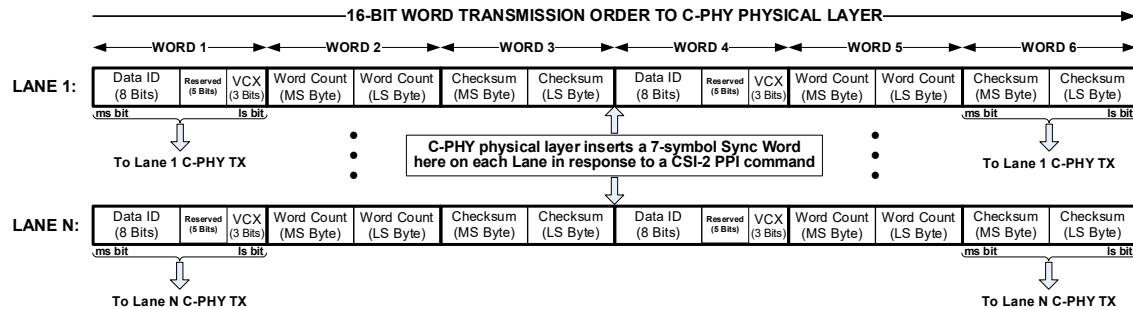 16-BIT WORD TRANSMISSION ORDER TO C-PHY PHYSICAL LAYER
WORD 1 WORD 2 WORD 3 WORD 4 WORD 5 WORD 6
LANE 1: Data ID (8 Bits) Reserved (5 Bits) VCX (3 Bits) Word Count (MS Byte) Word Count (LS Byte) Checksum (MS Byte) Checksum (LS Byte) Data ID (8 Bits) Reserved (5 Bits) VCX (3 Bits) Word Count (MS Byte) Word Count (LS Byte) Checksum (MS Byte) Checksum (LS Byte)
ms bit ls bit ms bit ls bit
To Lane 1 C-PHY TX
C-PHY physical layer inserts a 7-symbol Sync Word
here on each Lane in response to a CSI-2 PPI command
To Lane 1 C-PHY TX
LANE N: Data ID (8 Bits) Reserved (5 Bits) VCX (3 Bits) Word Count (MS Byte) Word Count (LS Byte) Checksum (MS Byte) Checksum (LS Byte) Data ID (8 Bits) Reserved (5 Bits) VCX (3 Bits) Word Count (MS Byte) Word Count (LS Byte) Checksum (MS Byte) Checksum (LS Byte)
ms bit ls bit ms bit ls bit
To Lane N C-PHY TX To Lane N C-PHY TX